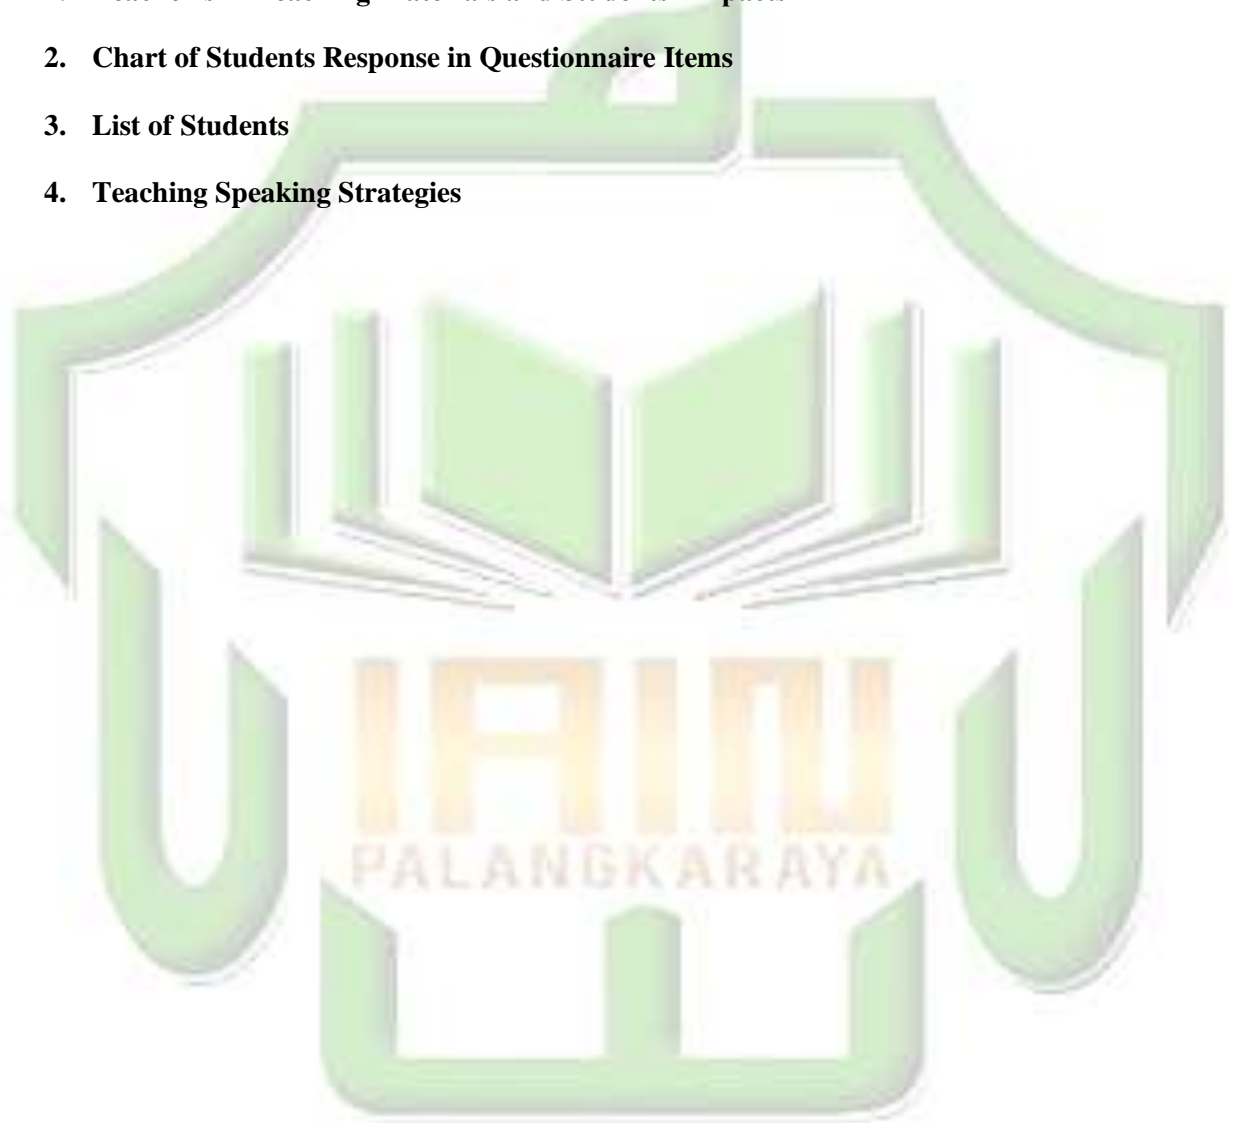 2. Chart of Students Response in Questionnaire Items
3. List of Students
4. Teaching Speaking Strategies
IAIN
PALANGKARAYA